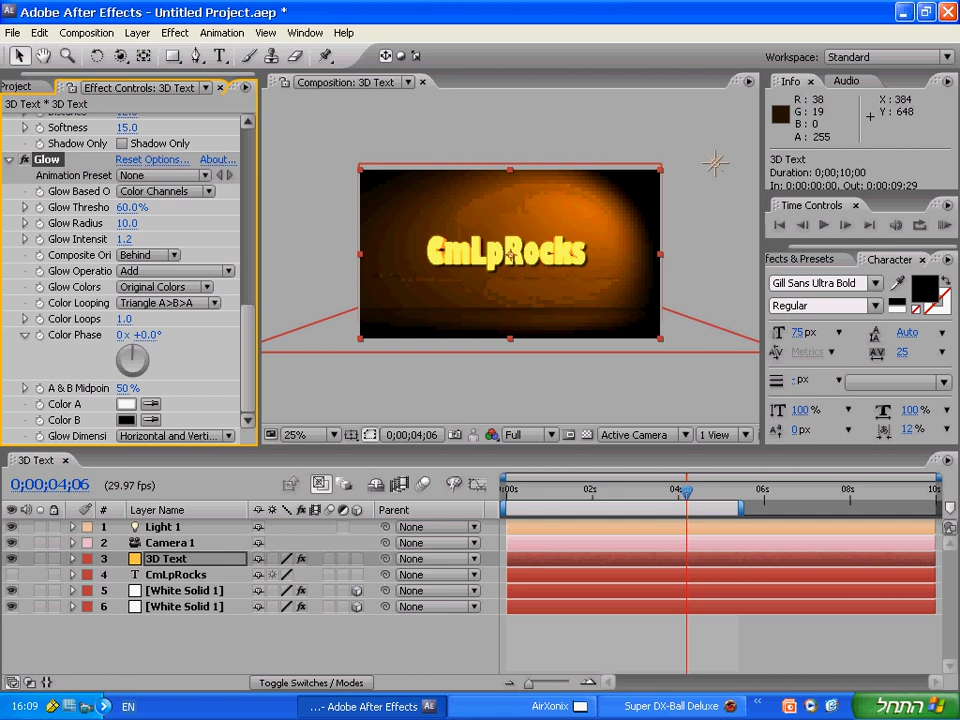 Adobe After Effects - Untitled Project.aep *
File Edit Composition Layer Effect Animation View Window Help
Workspace: Standard
Project Effect Controls: 3D Text
3D Text * 3D Text
Softness 15.0
Shadow Only Shadow Only
Glow Reset Options... About...
Animation Preset None
Glow Based O Color Channels
Glow Thresho 60.0%
Glow Radius 10.0
Glow Intensit 1.2
Composite Ori Behind
Glow Operatio Add
Glow Colors Original Colors
Color Looping Triangle A>B>A
Color Loops 1.0
Color Phase 0 x +0.0°
A & B Midpoin 50 %
Color A
Color B
Glow Dimensi Horizontal and Verti...
Composition: 3D Text
CmLpRocks
25% 0;00;04;06 Full Active Camera 1 View
Info Audio
R : 38 X : 384
G : 19 Y : 648
B : 0
A : 255
3D Text
Duration: 0;00;10;00
In: 0;00;00;00, Out: 0;00;09;29
Time Controls
fects & Presets Character
Gill Sans Ultra Bold
Regular
75 px Auto
Metrics 25
- px
100 % 100 %
0 px 12 %
3D Text
0;00;04;06 (29.97 fps)
:00s 02s 04s 06s 08s 10s
# Layer Name Parent
1 Light 1 None
2 Camera 1 None
3 3D Text None
4 T CmLpRocks None
5 [White Solid 1] None
6 [White Solid 1] None
Toggle Switches / Modes
16:09 EN ...- Adobe After Effects AirXonix Super DX-Ball Deluxe התחל